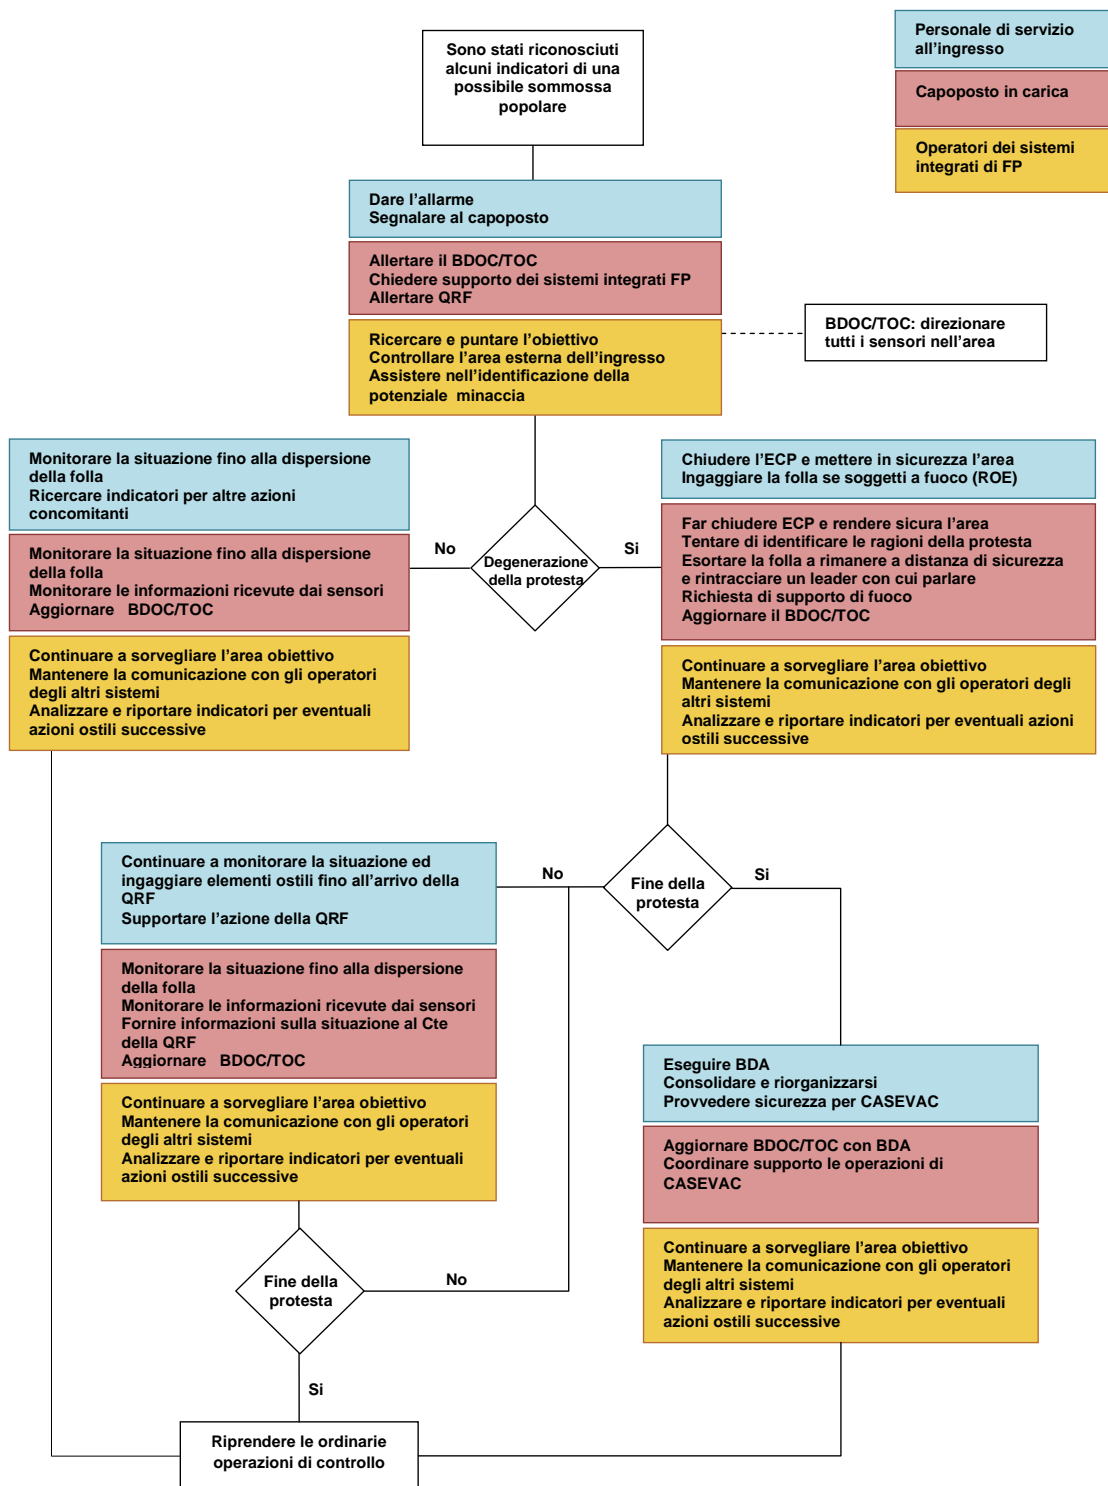 Personale di servizio
all’ingresso
Capoposto in carica
Operatori dei sistemi
integrati di FP
Sono stati riconosciuti
alcuni indicatori di una
possibile sommossa
popolare
Dare l’allarme
Segnalare al capoposto
Allertare il BDOC/TOC
Chiedere supporto dei sistemi integrati FP
Allertare QRF
Ricercare e puntare l’obiettivo
Controllare l’area esterna dell’ingresso
Assistere nell’identificazione della
potenziale minaccia
BDOC/TOC: direzionare
tutti i sensori nell’area
Monitorare la situazione fino alla dispersione
della folla
Ricercare indicatori per altre azioni
concomitanti
Monitorare la situazione fino alla dispersione
della folla
Monitorare le informazioni ricevute dai sensori
Aggiornare BDOC/TOC
Continuare a sorvegliare l’area obiettivo
Mantenere la comunicazione con gli operatori
degli altri sistemi
Analizzare e riportare indicatori per eventuali
azioni ostili successive
No
Degenerazione
della protesta
Si
Chiudere l’ECP e mettere in sicurezza l’area
Ingaggiare la folla se soggetti a fuoco (ROE)
Far chiudere ECP e rendere sicura l’area
Tentare di identificare le ragioni della protesta
Esortare la folla a rimanere a distanza di sicurezza
e rintracciare un leader con cui parlare
Richiesta di supporto di fuoco
Aggiornare il BDOC/TOC
Continuare a sorvegliare l’area obiettivo
Mantenere la comunicazione con gli operatori degli
altri sistemi
Analizzare e riportare indicatori per eventuali azioni
ostili successive
Continuare a monitorare la situazione ed
ingaggiare elementi ostili fino all’arrivo della
QRF
Supportare l’azione della QRF
Monitorare la situazione fino alla dispersione
della folla
Monitorare le informazioni ricevute dai sensori
Fornire informazioni sulla situazione al Cte
della QRF
Aggiornare BDOC/TOC
Continuare a sorvegliare l’area obiettivo
Mantenere la comunicazione con gli operatori
degli altri sistemi
Analizzare e riportare indicatori per eventuali
azioni ostili successive
No
Fine della
protesta
Si
Eseguire BDA
Consolidare e riorganizzarsi
Provvedere sicurezza per CASEVAC
Aggiornare BDOC/TOC con BDA
Coordinare supporto le operazioni di
CASEVAC
Continuare a sorvegliare l’area obiettivo
Mantenere la comunicazione con gli operatori
degli altri sistemi
Analizzare e riportare indicatori per eventuali
azioni ostili successive
Fine della
protesta
No
Si
Riprendere le ordinarie
operazioni di controllo